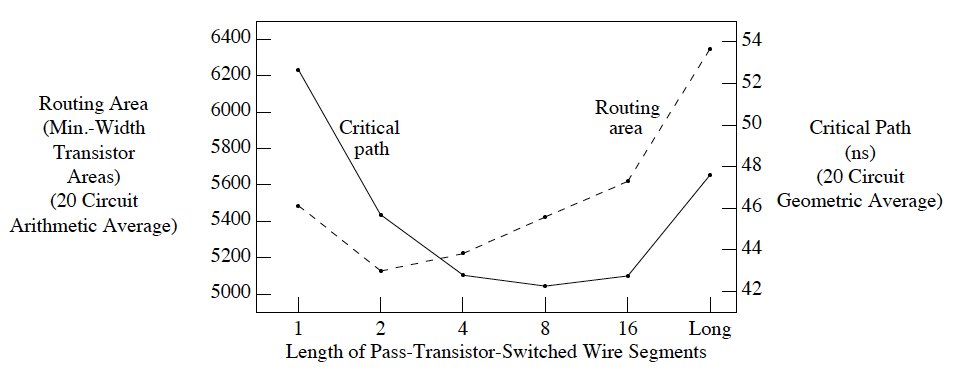 Routing Area
(Min.-Width
Transistor
Areas)
(20 Circuit
Arithmetic Average)
6400
6200
6000
5800
5600
5400
5200
5000
Critical
path
Routing
area
54
52
50
48
46
44
42
Critical Path
(ns)
(20 Circuit
Geometric Average)
1 2 4 8 16 Long
Length of Pass-Transistor-Switched Wire Segments